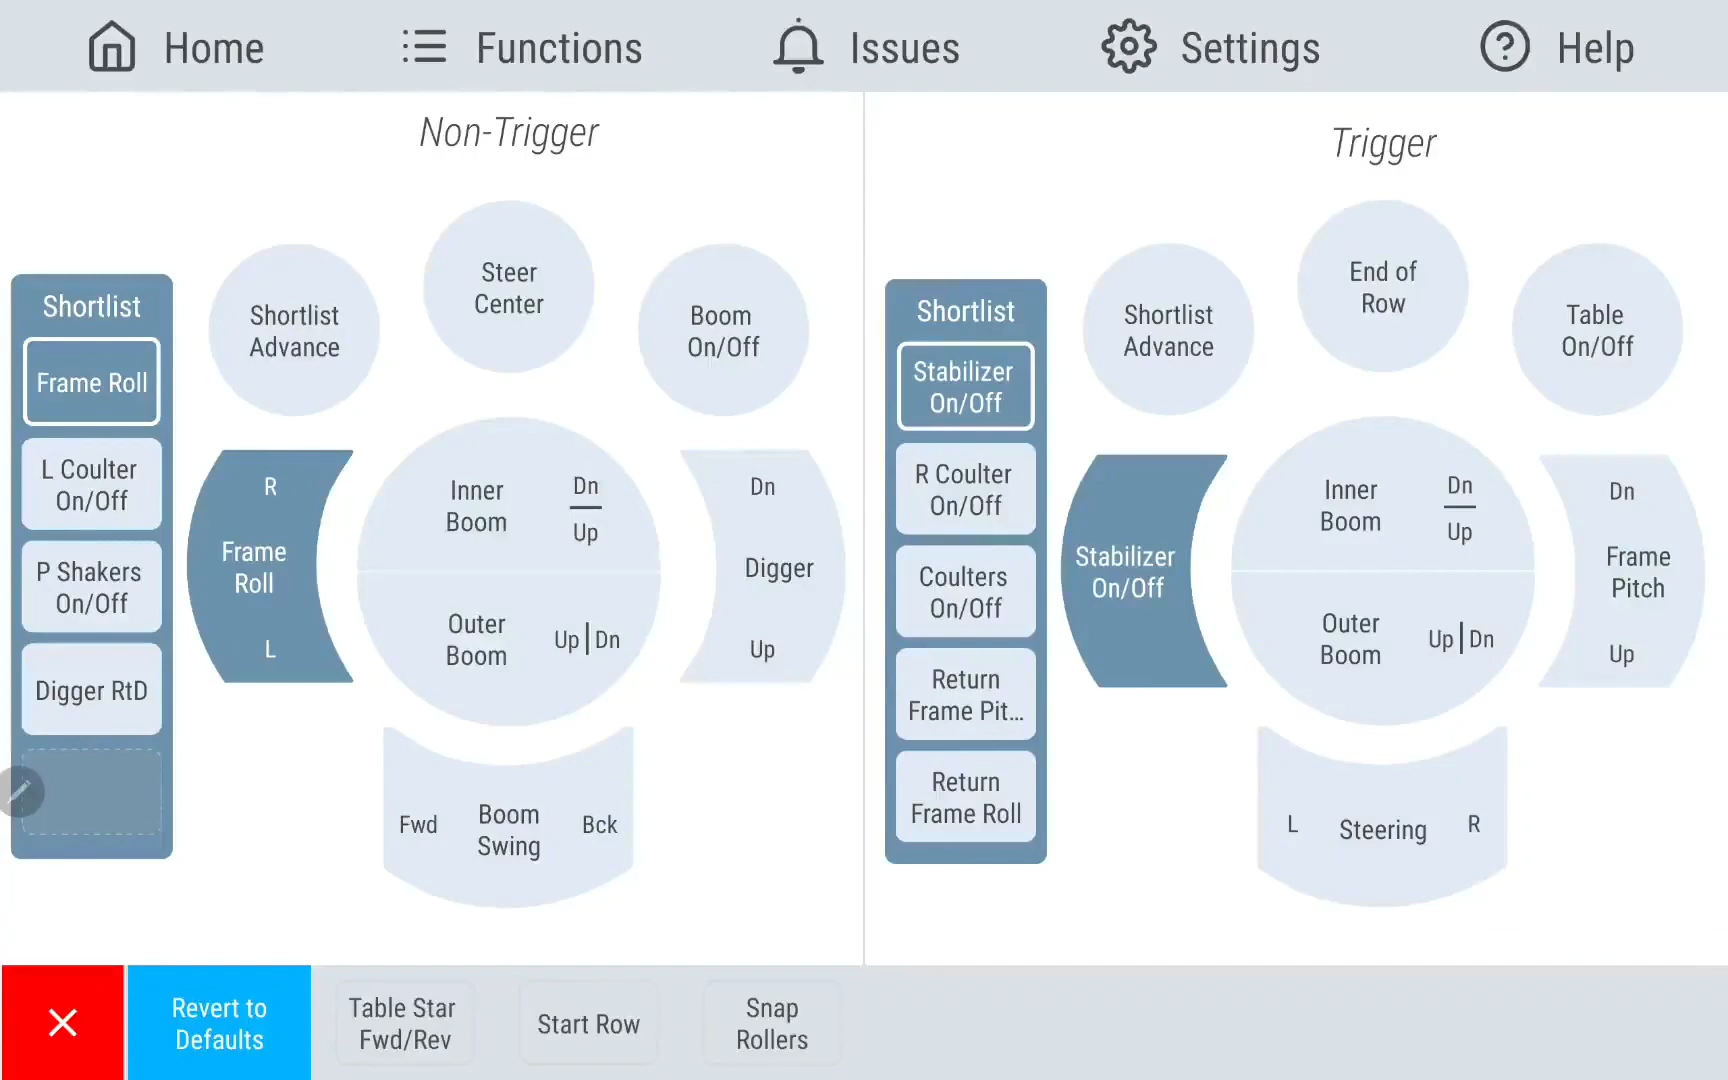 Home
Functions
Issues
Settings
Help
Non-Trigger
Shortlist
Frame Roll
L Coulter
On/Off
P Shakers
On/Off
Digger RtD
Shortlist
Advance
Steer
Center
Boom
On/Off
R
Frame
Roll
L
Inner
Boom
Dn
Up
Outer
Boom
Up|Dn
Dn
Digger
Up
Fwd
Boom
Swing
Bck
Trigger
Shortlist
Stabilizer
On/Off
R Coulter
On/Off
Coulters
On/Off
Return
Frame Pit...
Return
Frame Roll
Shortlist
Advance
End of
Row
Table
On/Off
Stabilizer
On/Off
Inner
Boom
Dn
Up
Outer
Boom
Up|Dn
Dn
Frame
Pitch
Up
L
Steering
R
Revert to
Defaults
Table Star
Fwd/Rev
Start Row
Snap
Rollers